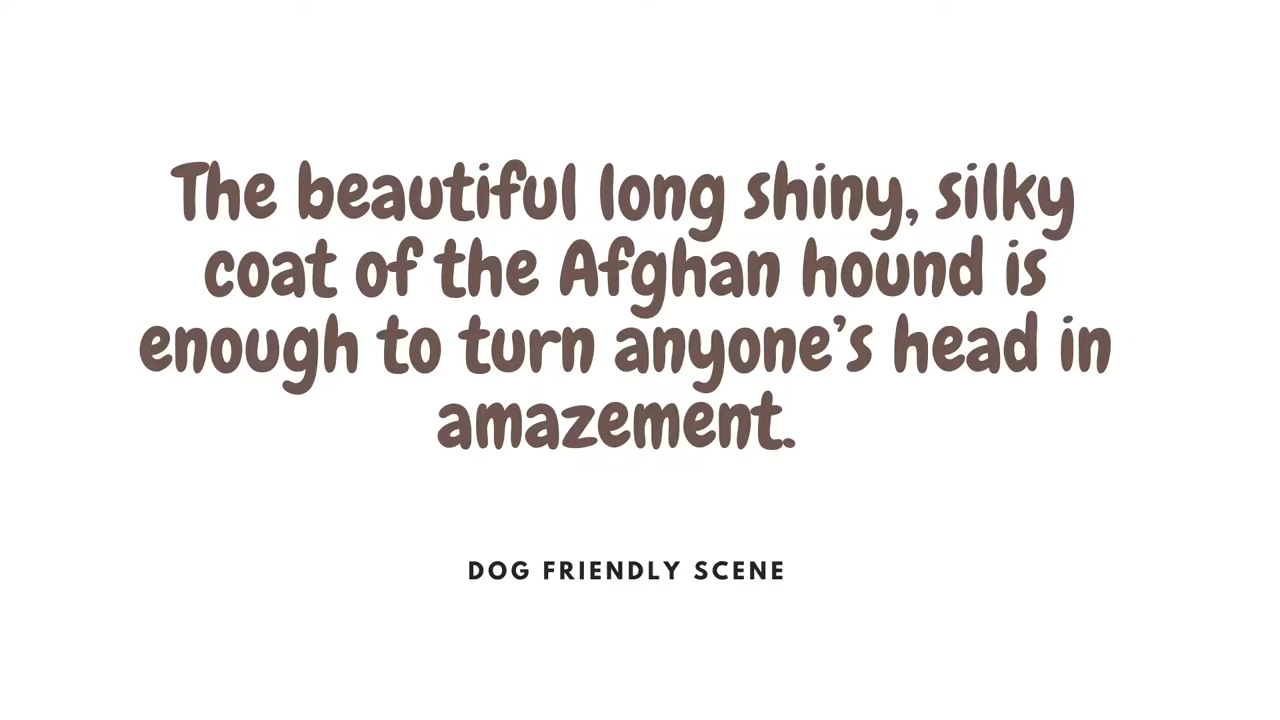 The beautiful long shiny, silky
coat of the Afghan hound is
enough to turn anyone’s head in
amazement.
DOG FRIENDLY SCENE